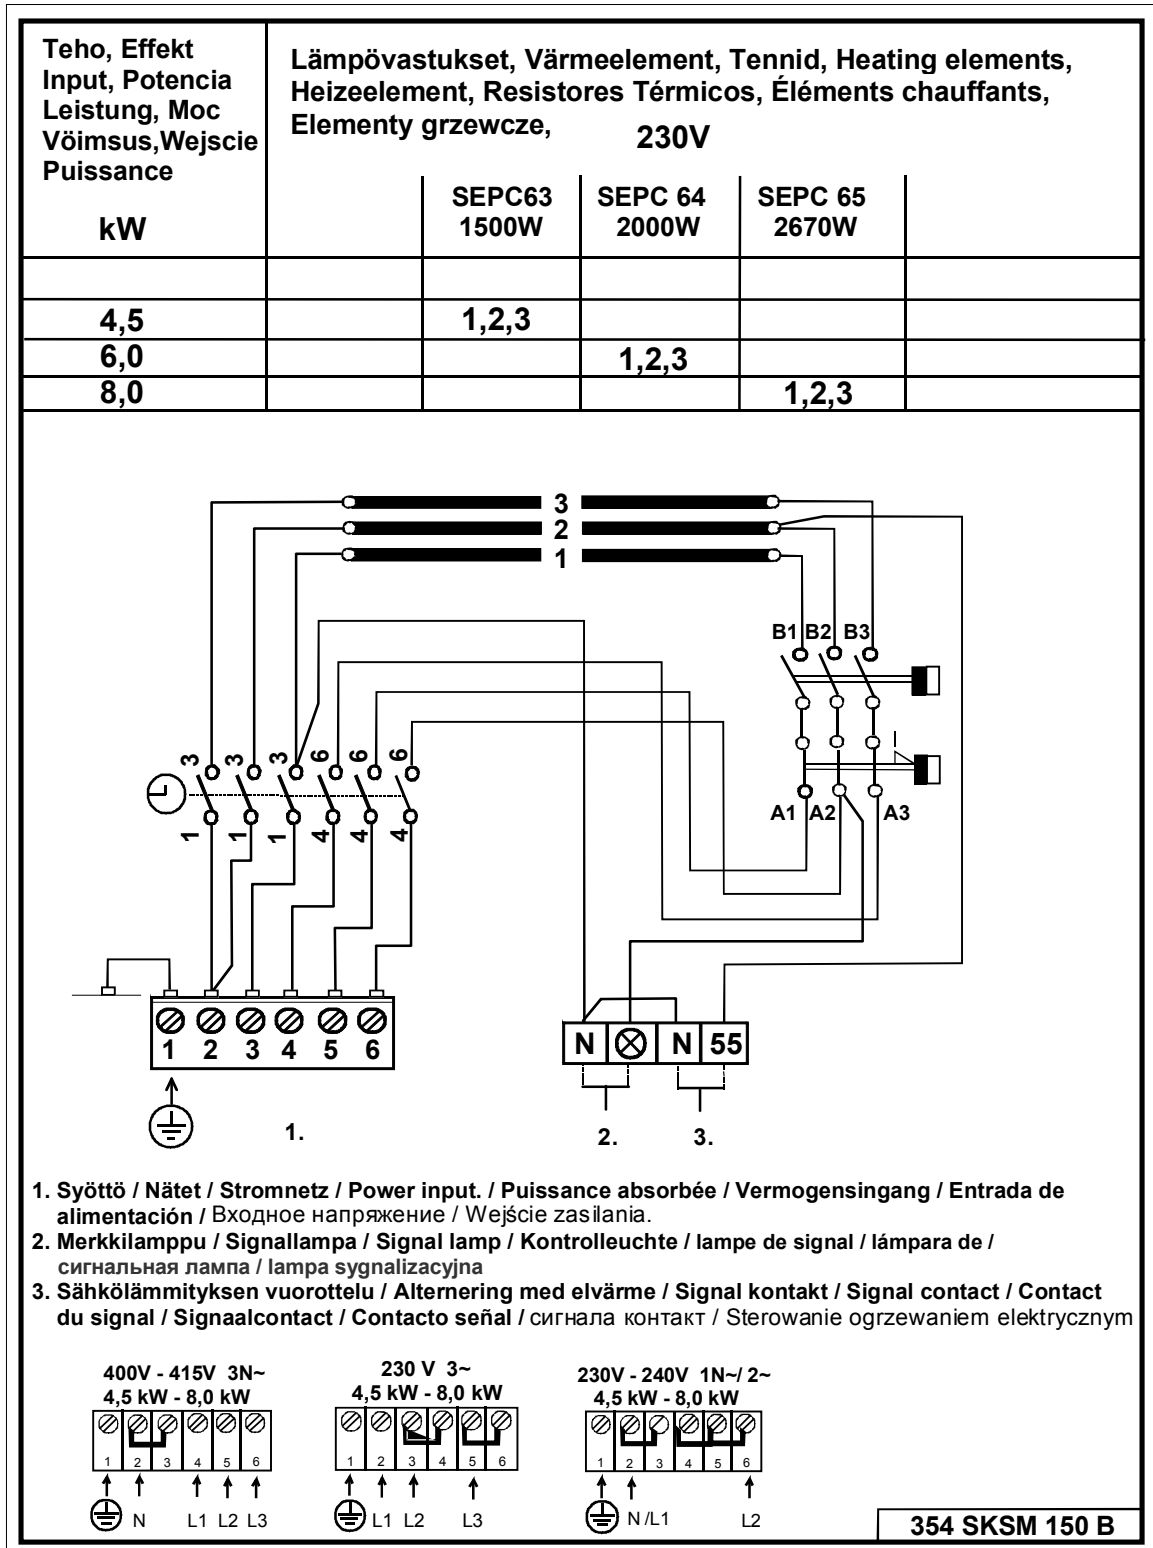 Teho, Effekt
Input, Potencia
Leistung, Moc
Vöimsus,Wejscie
Puissance
kW
Lämpövastukset, Värmeelement, Tennid, Heating elements,
Heizeelement, Resistores Térmicos, Éléments chauffants,
Elementy grzewcze, 230V
SEPC63 SEPC 64 SEPC 65
1500W 2000W 2670W
4,5 1,2,3
6,0 1,2,3
8,0 1,2,3
3
2
1
B1 B2 B3
3 3 3 6 6 6
1 1 1 4 4 4
A1 A2 A3
1 2 3 4 5 6
N N 55
1. 2. 3.
1. Syöttö / Nätet / Stromnetz / Power input. / Puissance absorbée / Vermogensingang / Entrada de
alimentación / Входное напряжение / Wejście zasilania.
2. Merkkilamppu / Signallampa / Signal lamp / Kontrolleuchte / lampe de signal / lámpara de /
сигнальная лампа / lampa sygnalizacyjna
3. Sähkölämmityksen vuorottelu / Alternering med elvärme / Signal kontakt / Signal contact / Contact
du signal / Signaalcontact / Contacto señal / сигнала контакт / Sterowanie ogrzewaniem elektrycznym
400V - 415V 3N~
4,5 kW - 8,0 kW
1 2 3 4 5 6
N L1 L2 L3
230 V 3~
4,5 kW - 8,0 kW
1 2 3 4 5 6
L1 L2 L3
230V - 240V 1N~/ 2~
4,5 kW - 8,0 kW
1 2 3 4 5 6
N /L1 L2
354 SKSM 150 B